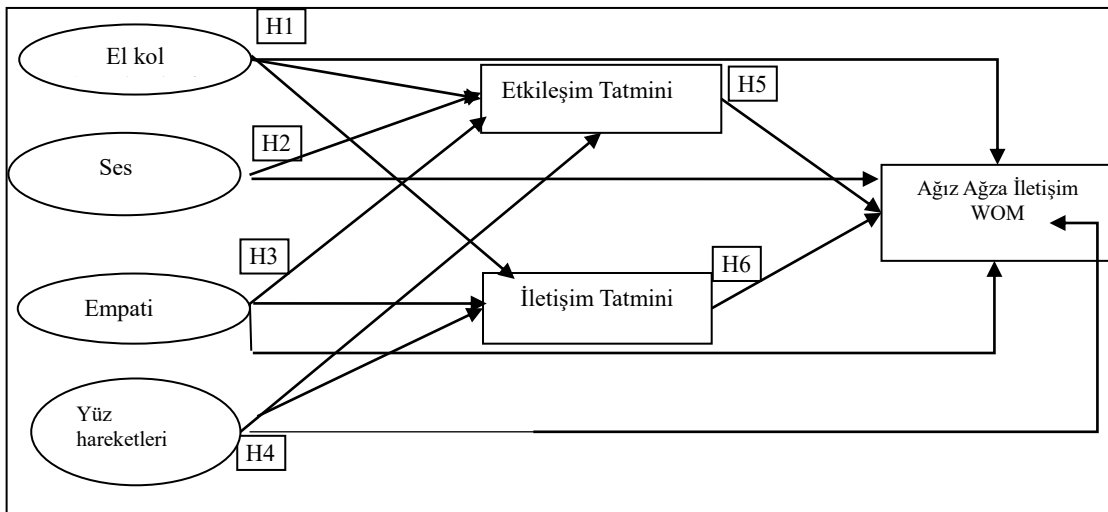 H1
El kol
Etkileşim Tatmini
H5
H2
Ses
Ağız Ağza İletişim
WOM
H3
H6
İletişim Tatmini
Empati
Yüz
hareketleri
H4